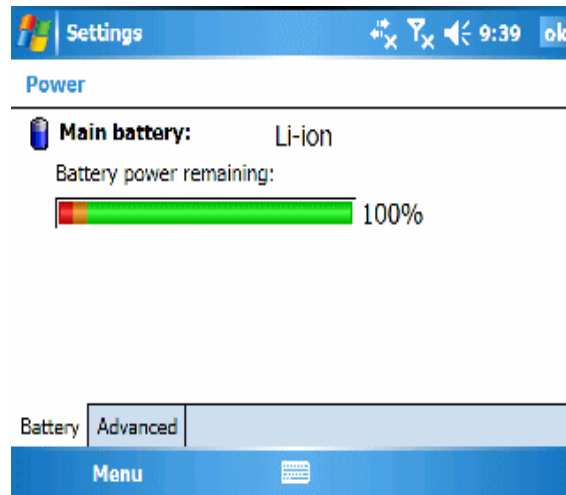 Settings 9:39 ok
Power
Main battery: Li-ion
Battery power remaining:
100%
Battery Advanced
Menu